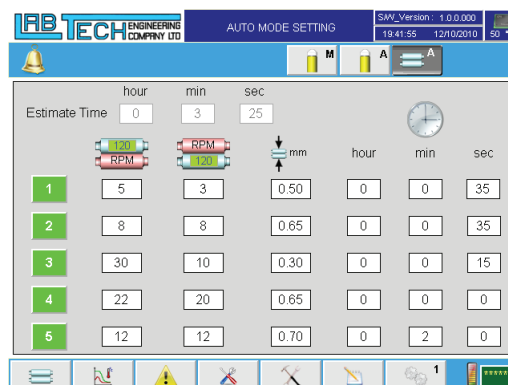 LAB TECH ENGINEERING COMPANY LTD
AUTO MODE SETTING
S/W_Version : 1.0.0.000
19:41:55 12/10/2010 50
M A A
hour min sec
Estimate Time 0 3 25
120 RPM mm hour min sec
RPM 120
1 5 3 0.50 0 0 35
2 8 8 0.65 0 0 35
3 30 10 0.30 0 0 15
4 22 20 0.65 0 0 0
5 12 12 0.70 0 2 0
1
*****